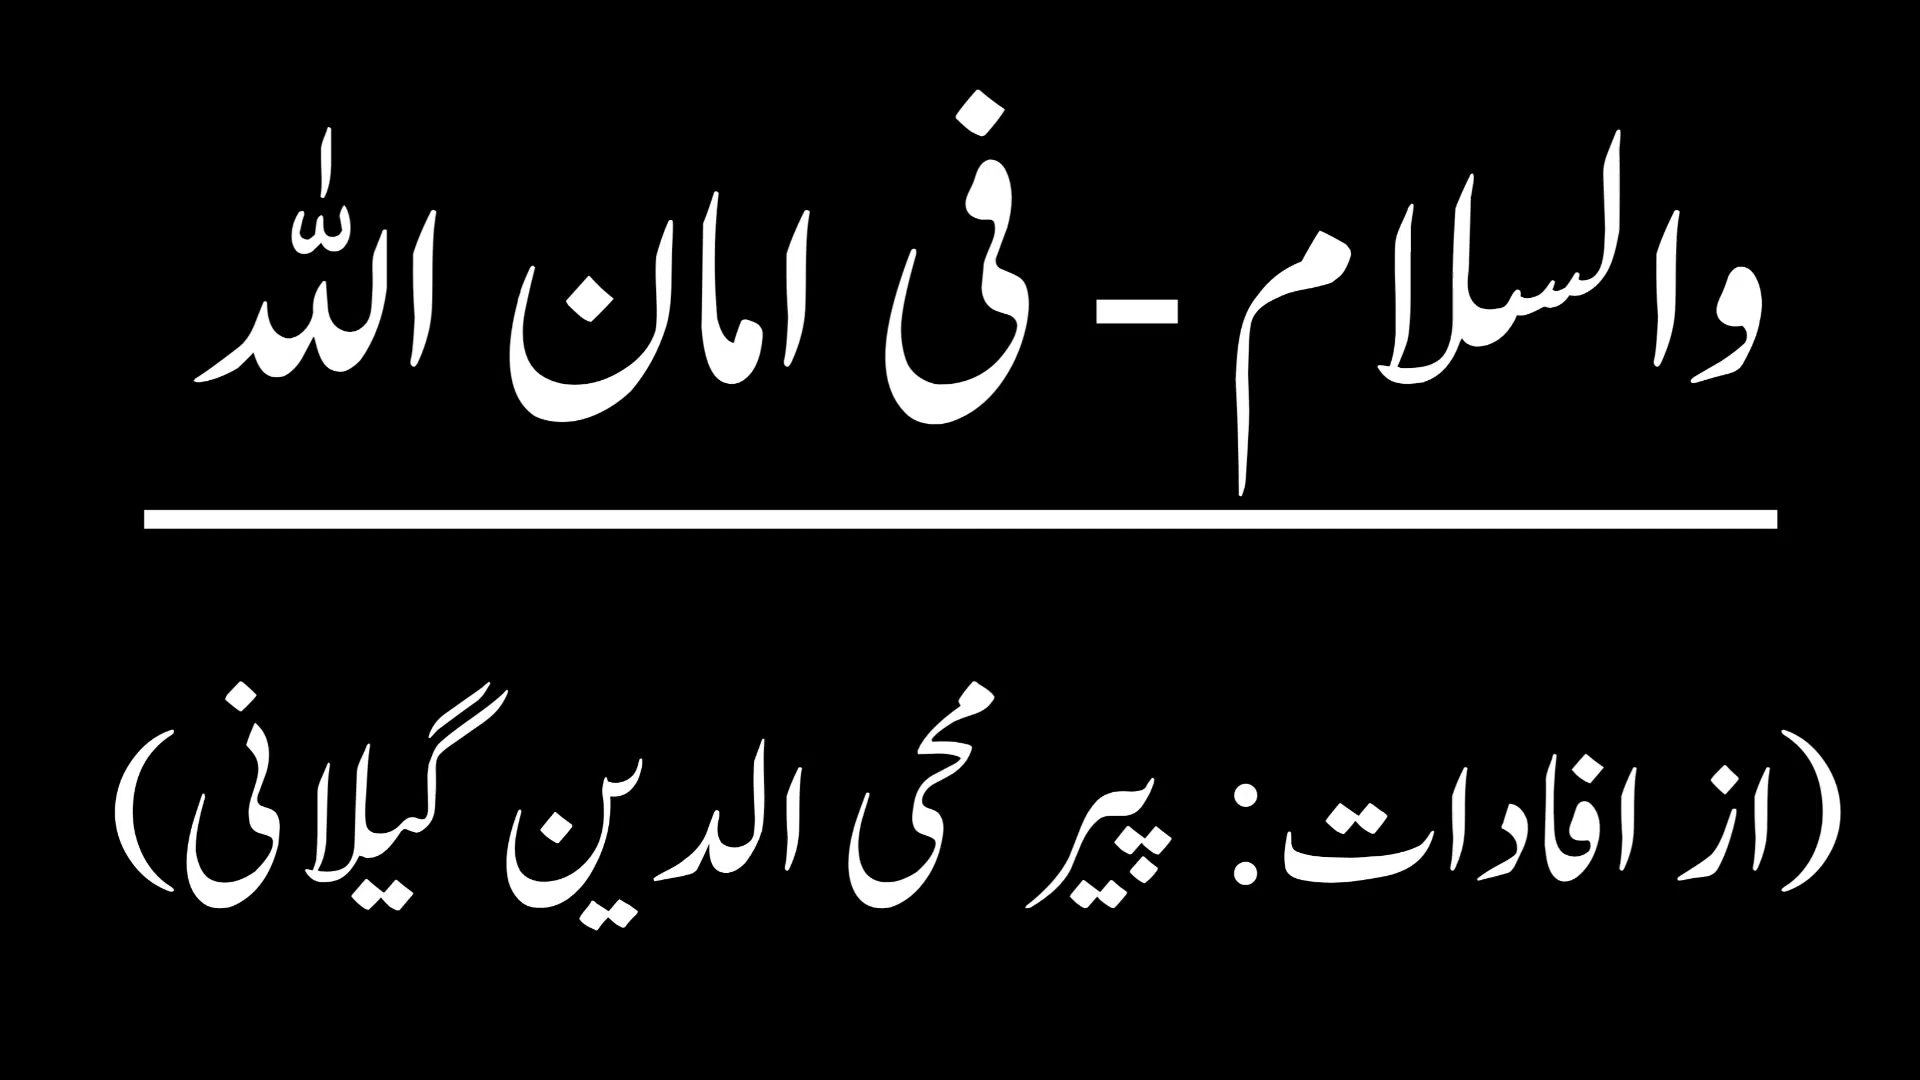 والسلام - فی امان اللہ
(از افادات: پیر محی الدین گیلانی)